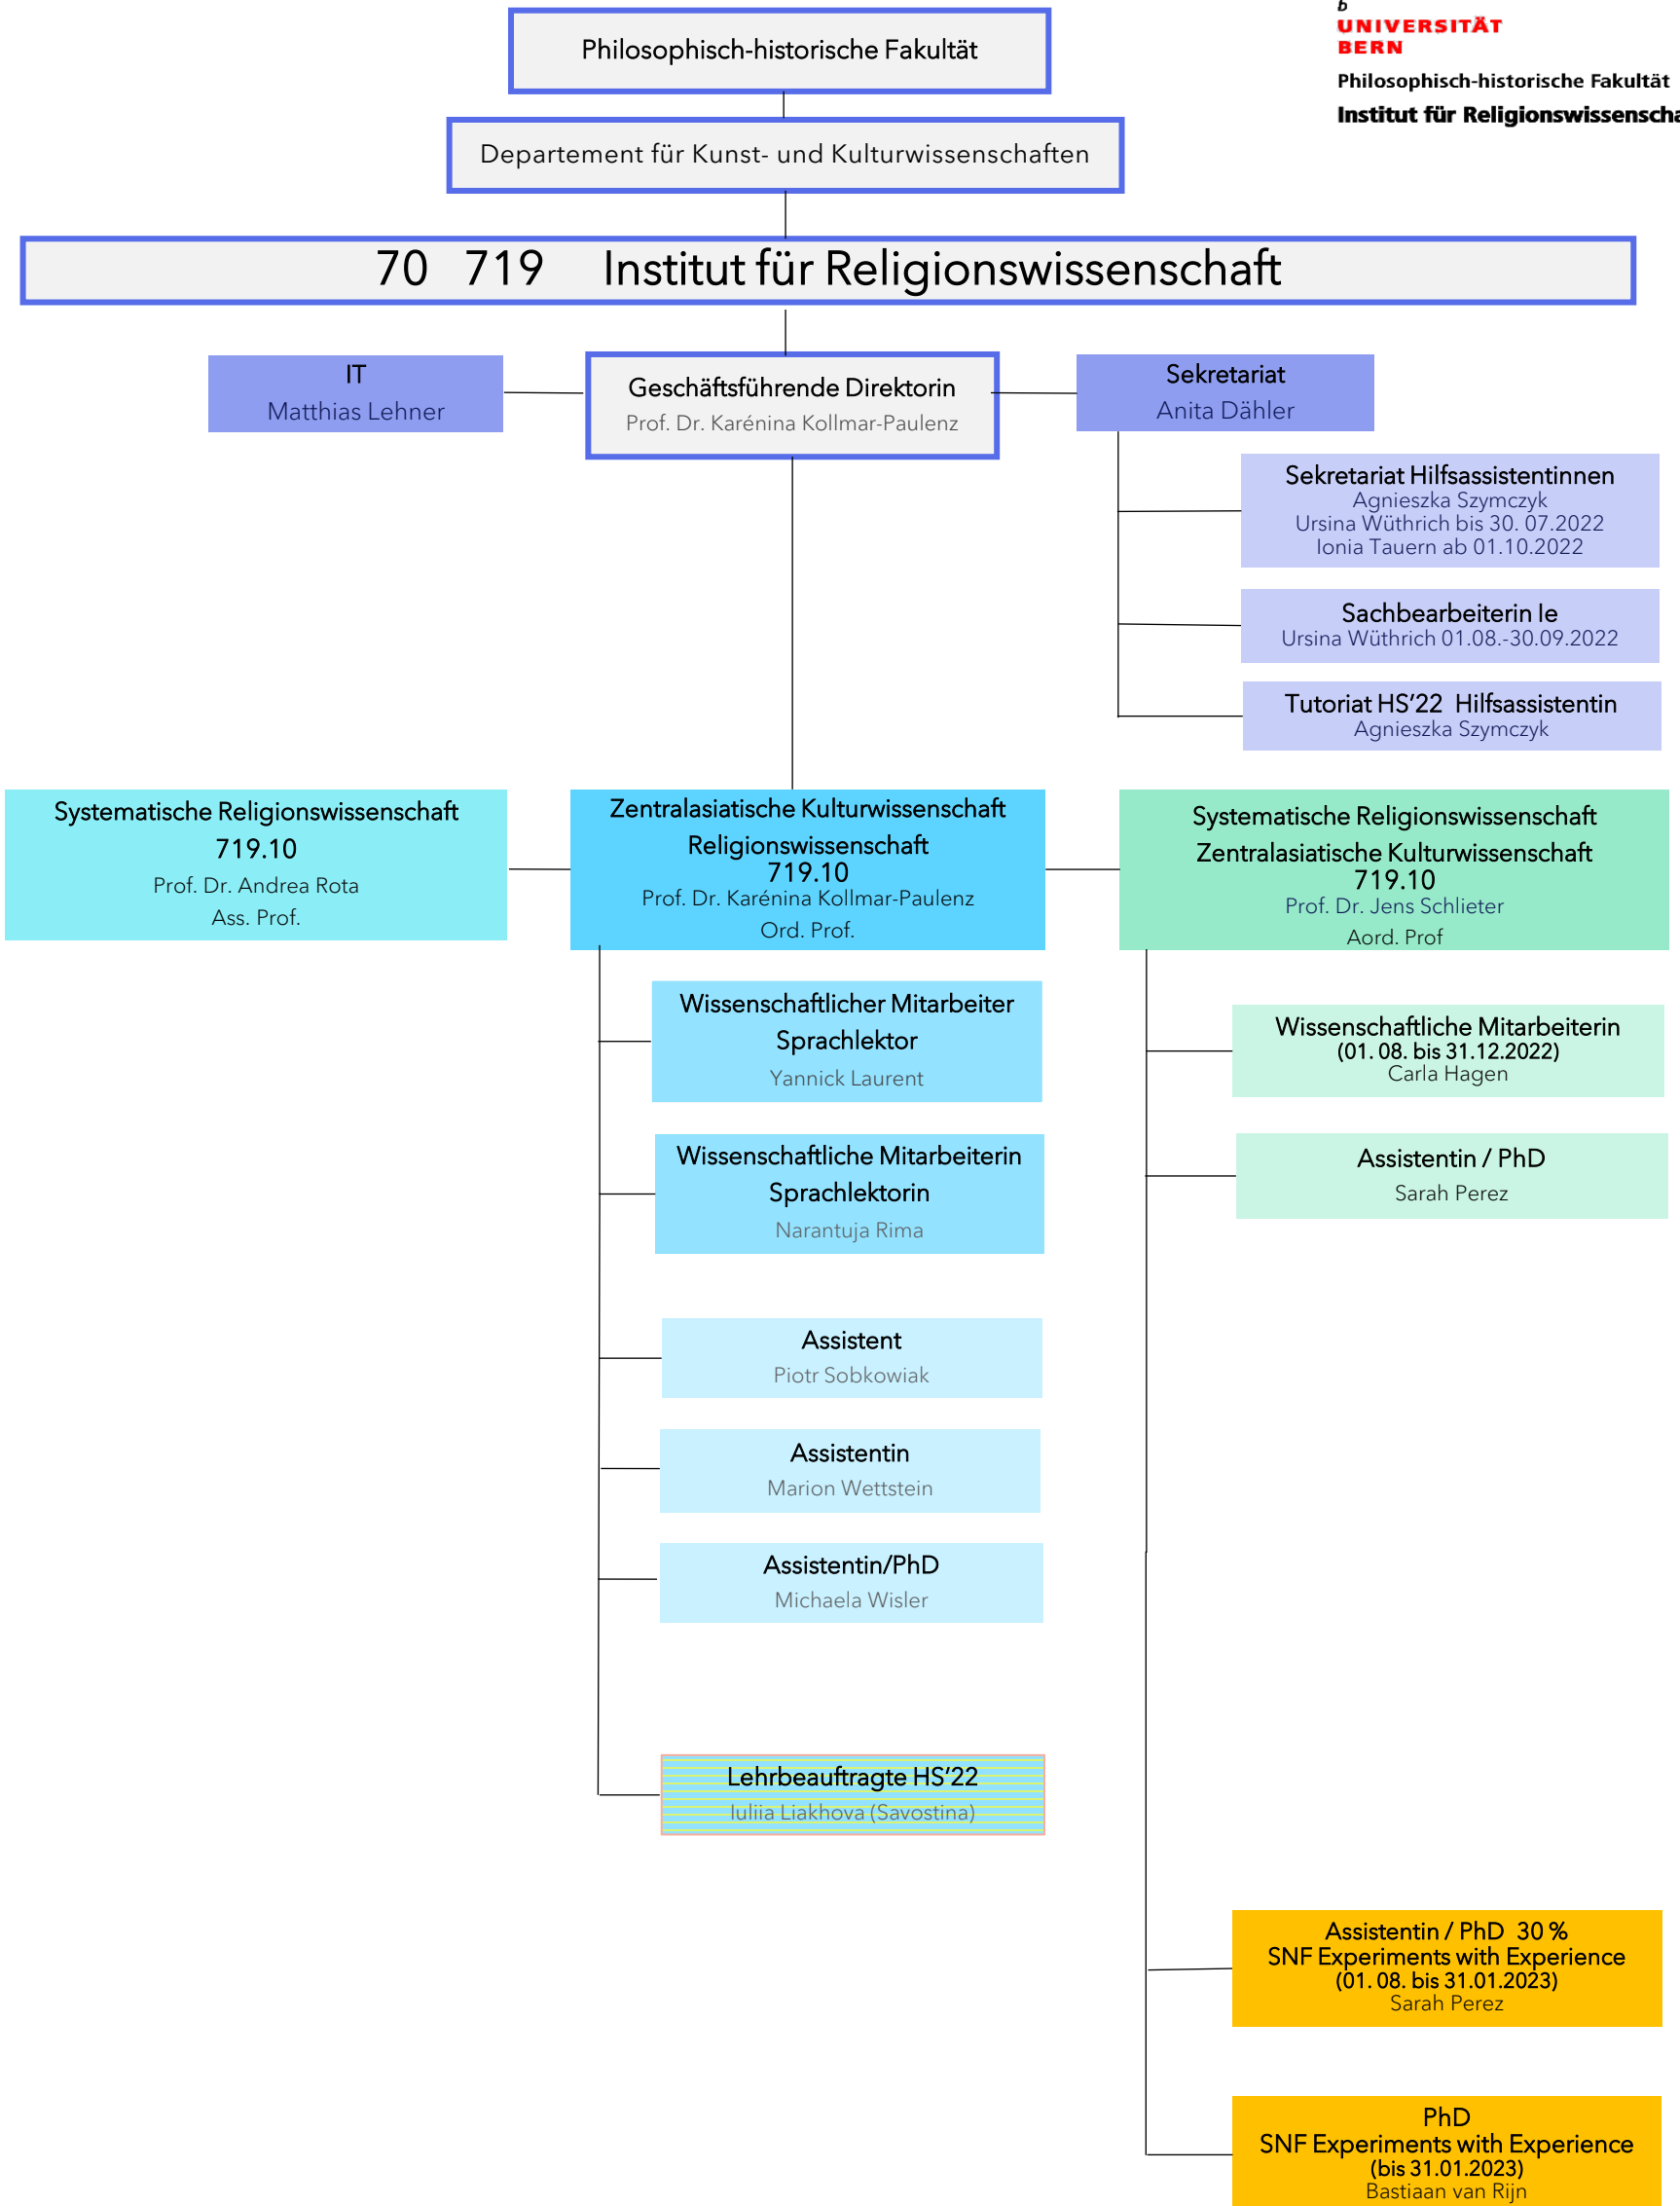 b
UNIVERSITÄT
BERN
Philosophisch-historische Fakultät
Institut für Religionswissenscha
Philosophisch-historische Fakultät
Departement für Kunst- und Kulturwissenschaften
70 719 Institut für Religionswissenschaft
IT
Matthias Lehner
Geschäftsführende Direktorin
Prof. Dr. Karénina Kollmar-Paulenz
Sekretariat
Anita Dähler
Sekretariat Hilfsassistentinnen
Agnieszka Szymczyk
Ursina Wüthrich bis 30. 07.2022
Ionia Tauern ab 01.10.2022
Sachbearbeiterin Ie
Ursina Wüthrich 01.08.-30.09.2022
Tutoriat HS’22 Hilfsassistentin
Agnieszka Szymczyk
Systematische Religionswissenschaft
719.10
Prof. Dr. Andrea Rota
Ass. Prof.
Zentralasiatische Kulturwissenschaft
Religionswissenschaft
719.10
Prof. Dr. Karénina Kollmar-Paulenz
Ord. Prof.
Systematische Religionswissenschaft
Zentralasiatische Kulturwissenschaft
719.10
Prof. Dr. Jens Schlieter
Aord. Prof
Wissenschaftlicher Mitarbeiter
Sprachlektor
Yannick Laurent
Wissenschaftliche Mitarbeiterin
Sprachlektorin
Narantuja Rima
Assistent
Piotr Sobkowiak
Assistentin
Marion Wettstein
Assistentin/PhD
Michaela Wisler
Lehrbeauftragte HS’22
Iuliia Liakhova (Savostina)
Wissenschaftliche Mitarbeiterin
(01. 08. bis 31.12.2022)
Carla Hagen
Assistentin / PhD
Sarah Perez
Assistentin / PhD 30 %
SNF Experiments with Experience
(01. 08. bis 31.01.2023)
Sarah Perez
PhD
SNF Experiments with Experience
(bis 31.01.2023)
Bastiaan van Rijn